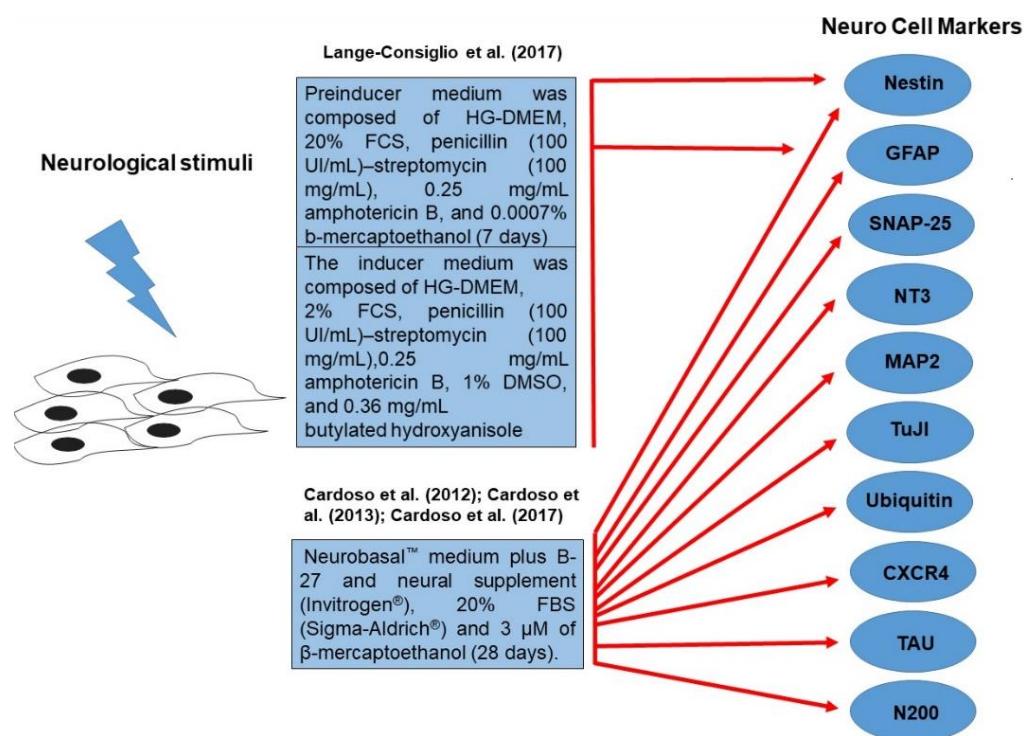 Neuro Cell Markers
Lange-Consiglio et al. (2017)
Neurological stimuli
Preinducer medium was
composed of HG-DMEM,
20% FCS, penicillin (100
UI/mL)–streptomycin (100
mg/mL), 0.25 mg/mL
amphotericin B, and 0.0007%
b-mercaptoethanol (7 days)
The inducer medium was
composed of HG-DMEM,
2% FCS, penicillin (100
UI/mL)–streptomycin (100
mg/mL),0.25 mg/mL
amphotericin B, 1% DMSO,
and 0.36 mg/mL
butylated hydroxyanisole
Cardoso et al. (2012); Cardoso et
al. (2013); Cardoso et al. (2017)
Neurobasal™ medium plus B-
27 and neural supplement
(Invitrogen®), 20% FBS
(Sigma-Aldrich®) and 3 µM of
β-mercaptoethanol (28 days).
Nestin
GFAP
SNAP-25
NT3
MAP2
TuJI
Ubiquitin
CXCR4
TAU
N200